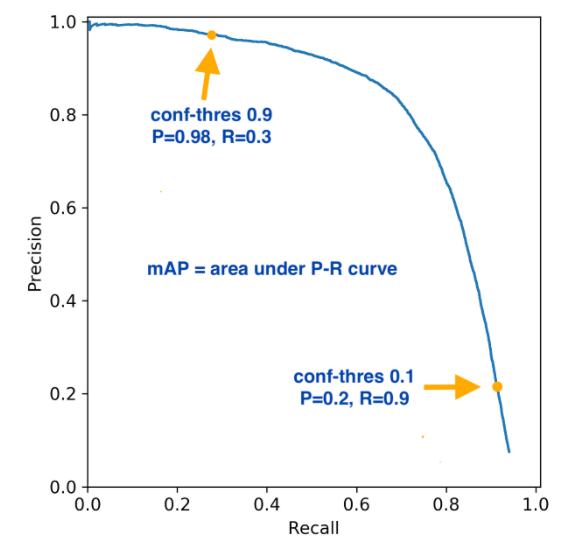 1.0
0.8
0.6
0.4
0.2
0.0
Precision
conf-thres 0.9
P=0.98, R=0.3
mAP = area under P-R curve
conf-thres 0.1
P=0.2, R=0.9
0.0 0.2 0.4 0.6 0.8 1.0
Recall